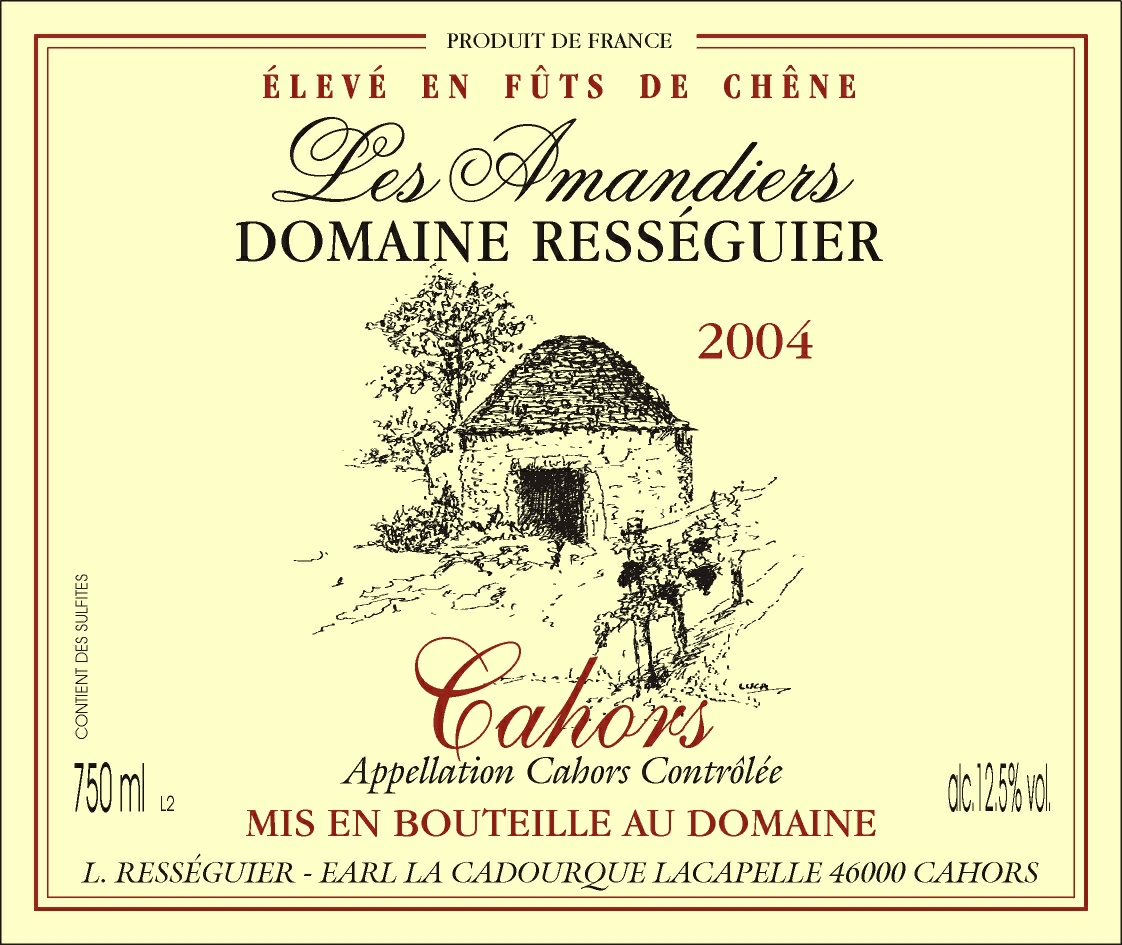 PRODUIT DE FRANCE
ÉLEVÉ EN FÛTS DE CHÊNE
Les Amandiers
DOMAINE RESSÉGUIER
2004
LUCA
Cahors
Appellation Cahors Contrôlée
CONTIENT DES SULFITES
750 ml L2
alc.12.5% vol.
MIS EN BOUTEILLE AU DOMAINE
L. RESSÉGUIER - EARL LA CADOURQUE LACAPELLE 46000 CAHORS